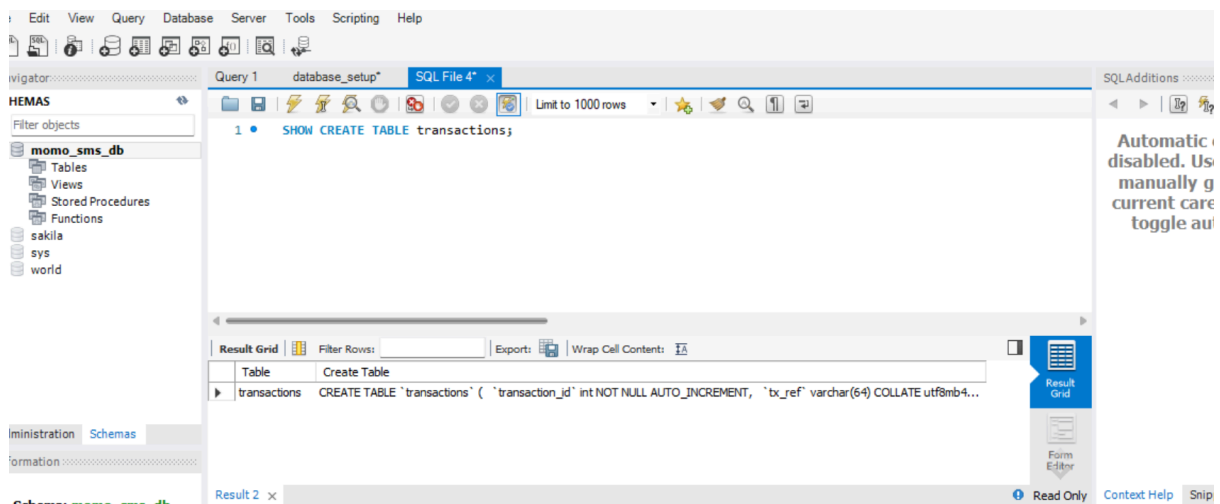 Edit View Query Database Server Tools Scripting Help
Query 1 database_setup* SQL File 4* ×
SQLAdditions
Limit to 1000 rows
Filter objects
momo_sms_db
Tables
Views
Stored Procedures
Functions
sakila
sys
world
1 SHOW CREATE TABLE transactions;
Automatic
disabled.
manually
current
toggle
Result Grid Filter Rows: Export: Wrap Cell Content:
Table Create Table
transactions CREATE TABLE `transactions` ( `transaction_id` int NOT NULL AUTO_INCREMENT, `tx_ref` varchar(64) COLLATE utf8mb4...
Result
Grid
Form
Editor
Schemas
Result 2 × Read Only Context Help